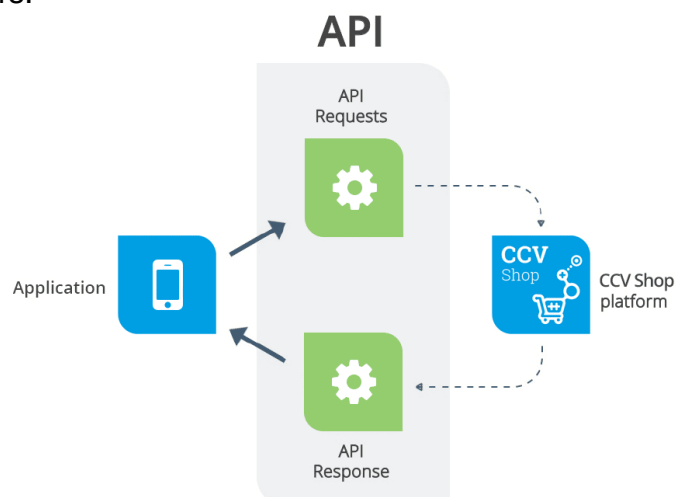 API
API
Requests
Application
CCV
Shop
CCV Shop
platform
API
Response